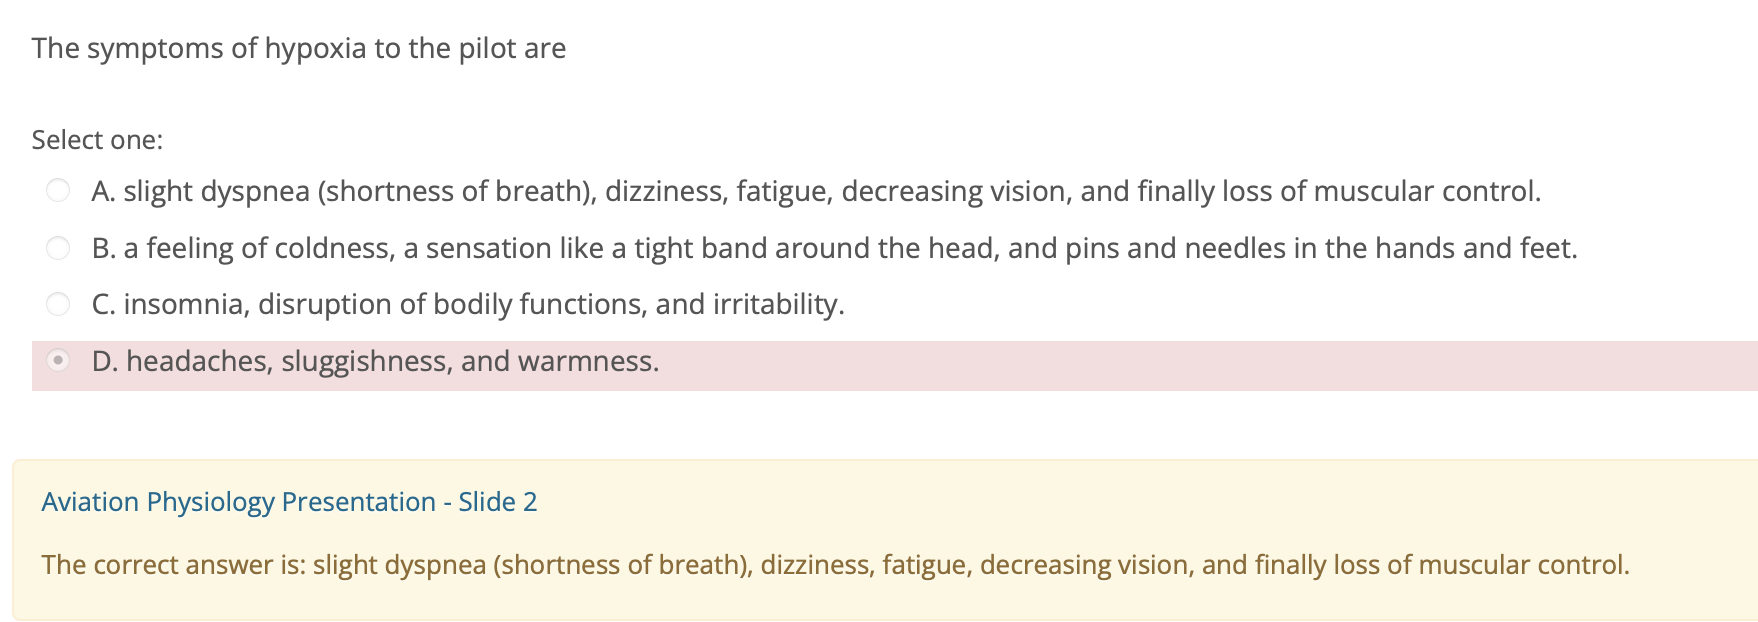 The symptoms of hypoxia to the pilot are
Select one:
A. slight dyspnea (shortness of breath), dizziness, fatigue, decreasing vision, and finally loss of muscular control.
B. a feeling of coldness, a sensation like a tight band around the head, and pins and needles in the hands and feet.
C. insomnia, disruption of bodily functions, and irritability.
D. headaches, sluggishness, and warmness.
Aviation Physiology Presentation - Slide 2
The correct answer is: slight dyspnea (shortness of breath), dizziness, fatigue, decreasing vision, and finally loss of muscular control.